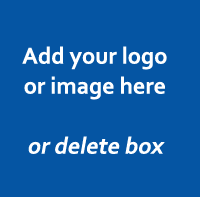 Add your logo
or image here
or delete box